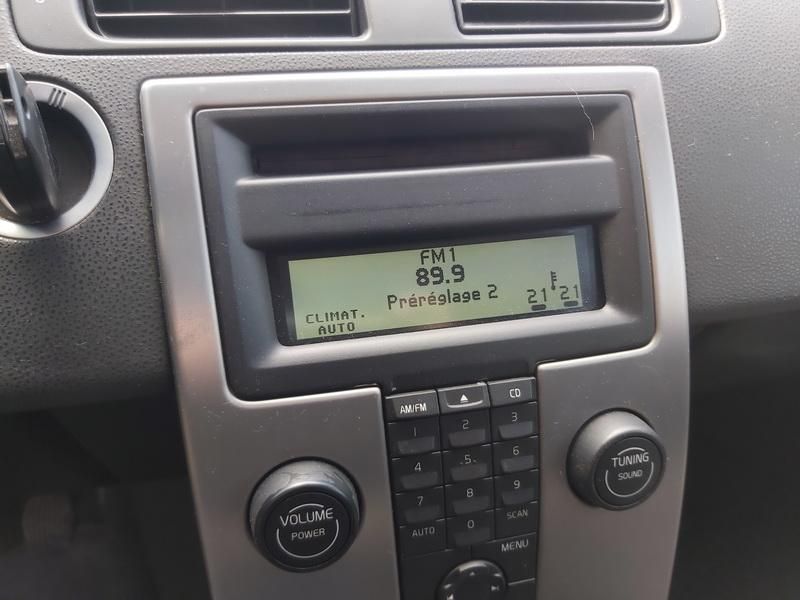 FM1
89.9
Préréglage 2
CLIMAT.
AUTO
21 21
AM/FM
CD
1 2 3
4 5 6
7 8 9
AUTO 0 SCAN
MENU
VOLUME
POWER
TUNING
SOUND